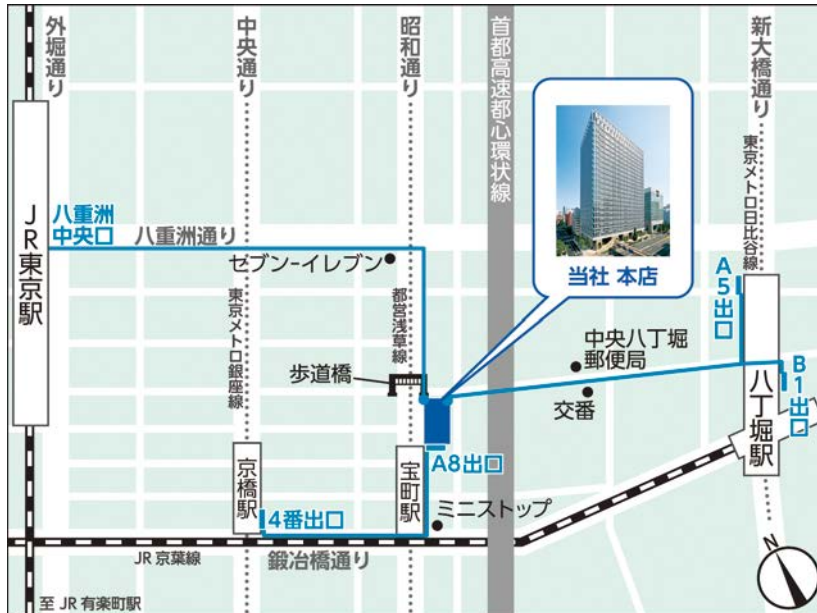 外堀通り
中央通り
昭和通り
首都高速都心環状線
新大橋通り
東京メトロ日比谷線
当社 本店
JR東京駅
八重洲
中央口
八重洲通り
セブン-イレブン
東京メトロ銀座線
都営浅草線
歩道橋
中央八丁堀
郵便局
交番
A5出口
B1出口
八丁堀駅
京橋駅
4番出口
宝町駅
A8出口
ミニストップ
JR 京葉線
鍛冶橋通り
至 JR 有楽町駅
N